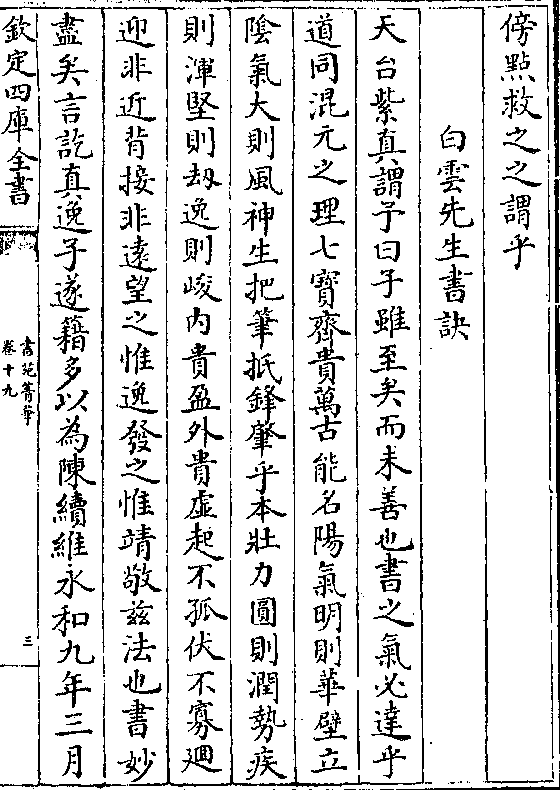 傍點救之之謂乎
白雲先生書訣
天台紫真謂予曰子雖至矣而未善也書之氣必達乎
道同混元之理七寶齊貴萬古能名陽氣明則華壁立
陰氣大則風神生把筆抵鋒肇乎本壯力圓則潤勢疾
則渾堅則劲逸則峻内貴盈外貴虛起不孤伏不寡廻
迎非近背接非遠望之惟逸發之惟靖敬茲法也書妙
盡矣言訖真逸子遂籍多以為陳續維永和九年三月
欽定四庫全書
書苑菁華
卷十九
三